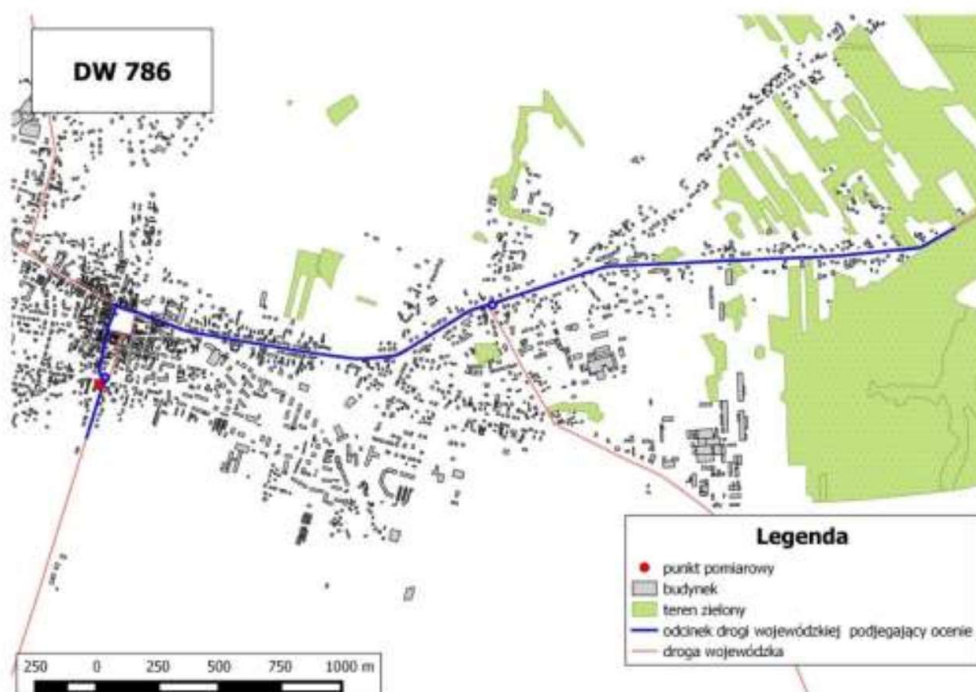 DW 786
Legenda
punkt pomiarowy
budynek
teren zielony
odcinek drogi wojewódzkiej podjegający ocenie
droga wojewódzka
250 0 250 500 750 1000 m